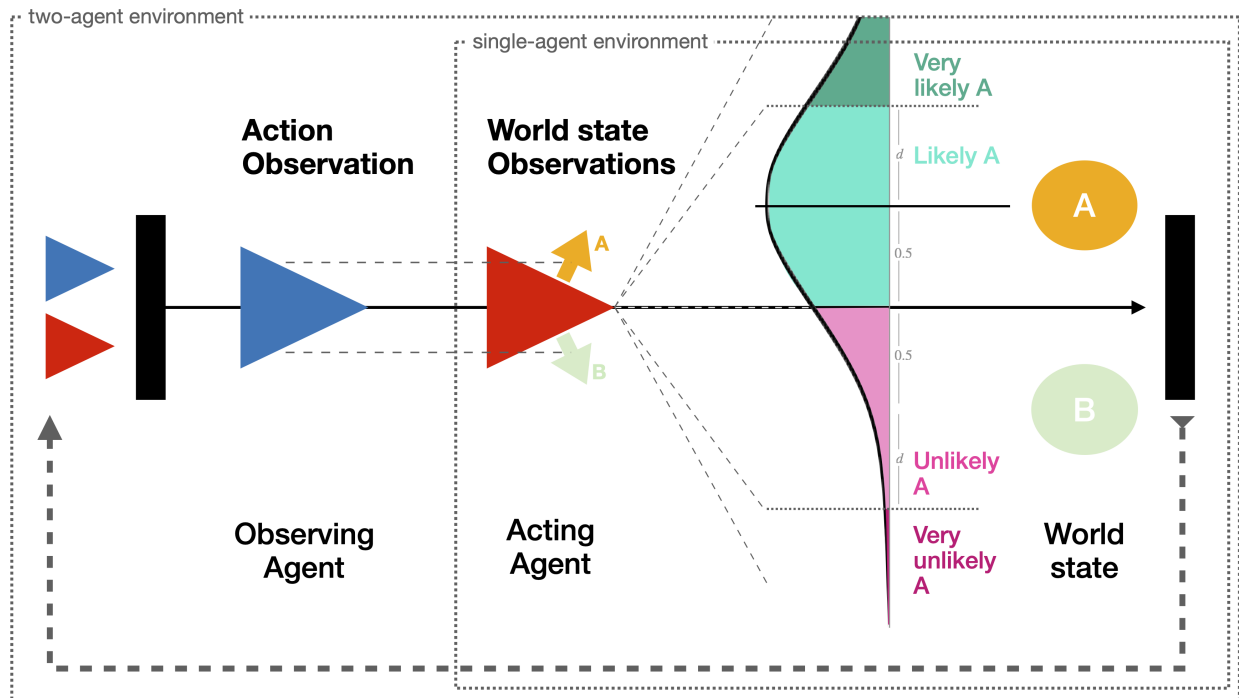 two-agent environment
single-agent environment
Very
likely A
Action
Observation
World state
Observations
d
Likely A
A
A
0.5
0.5
B
B
d
Unlikely
A
Observing
Agent
Acting
Agent
Very
unlikely
A
World
state